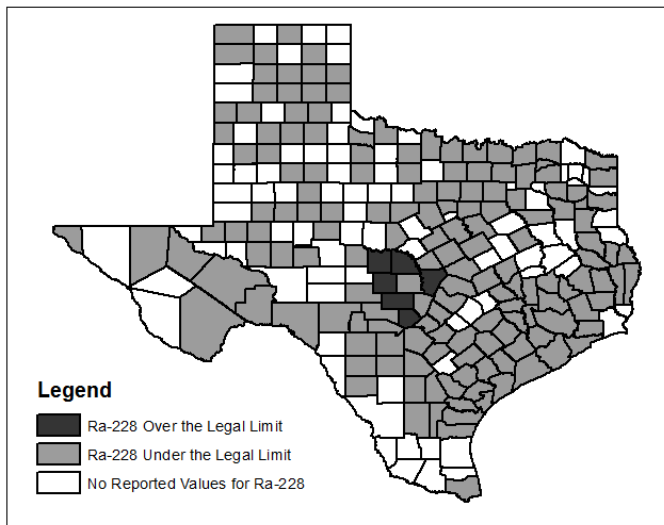 Legend
Ra-228 Over the Legal Limit
Ra-228 Under the Legal Limit
No Reported Values for Ra-228